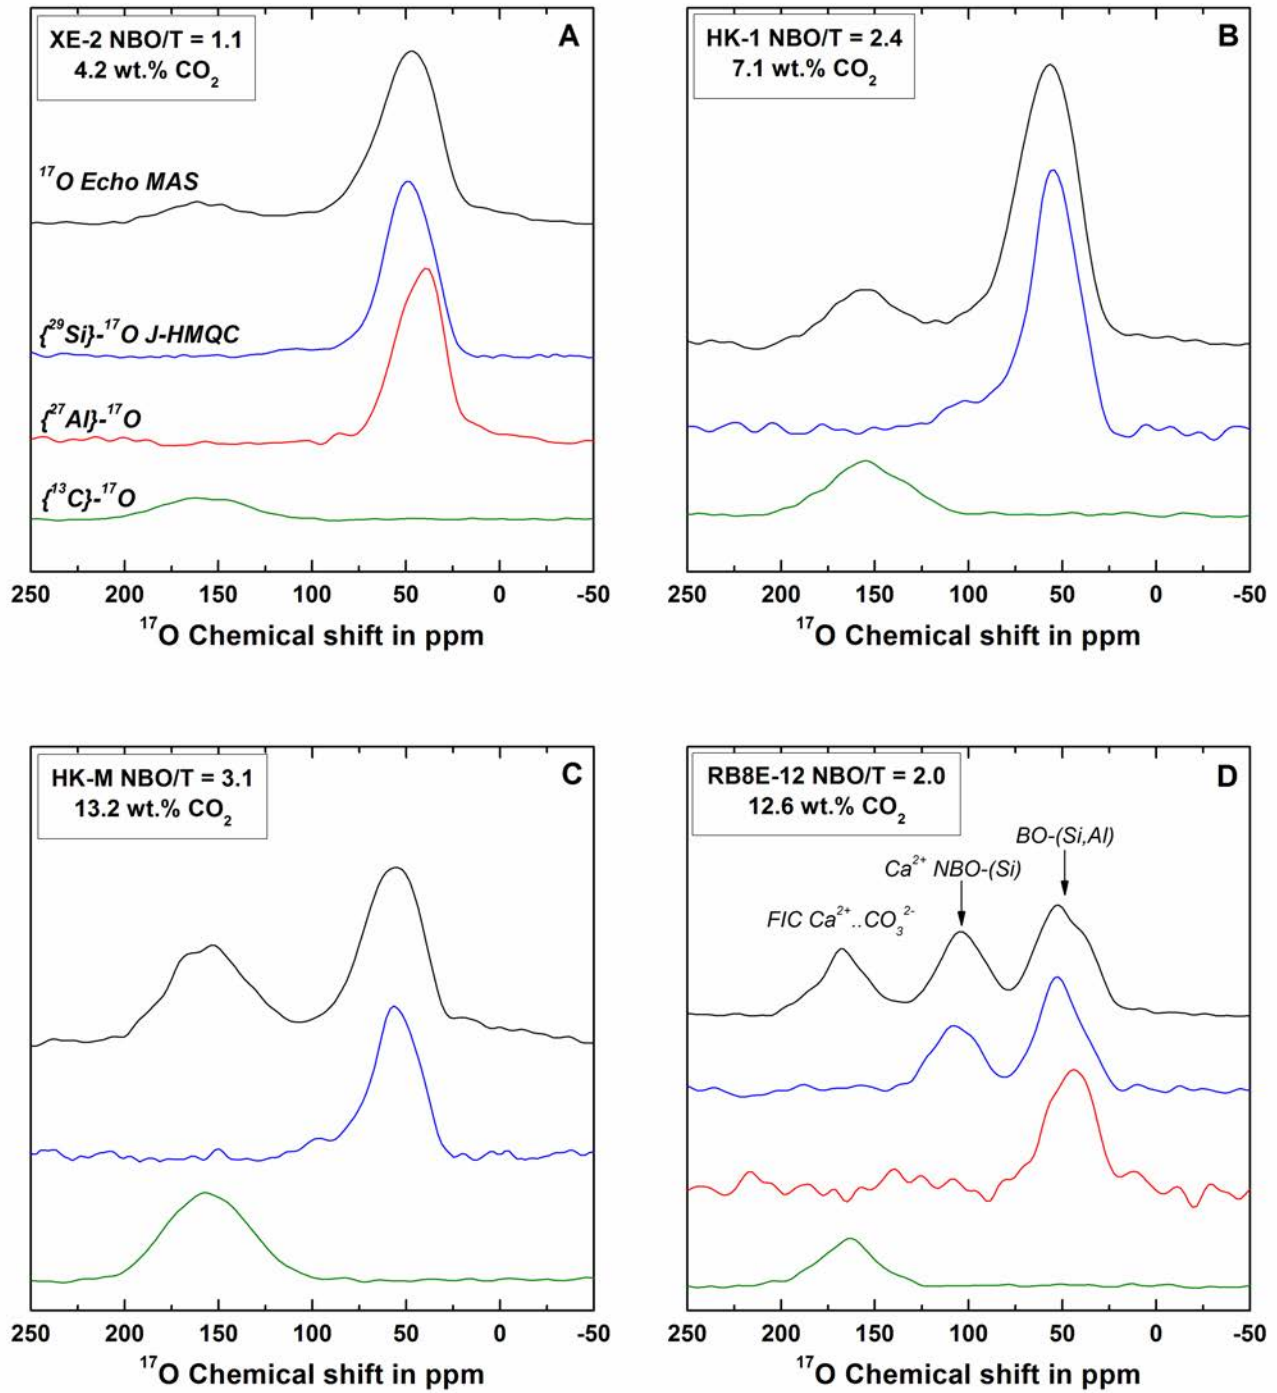 XE-2 NBO/T = 1.1
4.2 wt.% CO2
A
17O Echo MAS
{29Si}-17O J-HMQC
{27Al}-17O
{13C}-17O
250 200 150 100 50 0 -50
17O Chemical shift in ppm
HK-1 NBO/T = 2.4
7.1 wt.% CO2
B
250 200 150 100 50 0 -50
17O Chemical shift in ppm
HK-M NBO/T = 3.1
13.2 wt.% CO2
C
250 200 150 100 50 0 -50
17O Chemical shift in ppm
RB8E-12 NBO/T = 2.0
12.6 wt.% CO2
D
BO-(Si,Al)
Ca2+ NBO-(Si)
FIC Ca2+..CO32-
250 200 150 100 50 0 -50
17O Chemical shift in ppm